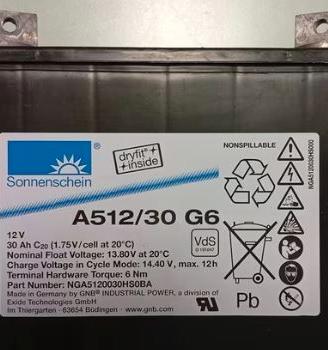 Sonnenschein
dryfit®
inside
NONSPILLABLE
NGA5120030HS0BA
A512/30 G6
12 V
30 Ah C20 (1.75V/cell at 20°C)
Nominal Float Voltage: 13.80V at 20°C
Charge Voltage in Cycle Mode: 14.40 V, max. 12h
Terminal Hardware Torque: 6 Nm
Part Number: NGA5120030HS0BA
Made in Germany by GNB® INDUSTRIAL POWER, a division of
Exide Technologies GmbH
Im Thiergarten - 63654 Büdingen - www.gnb.com
VdS
Pb